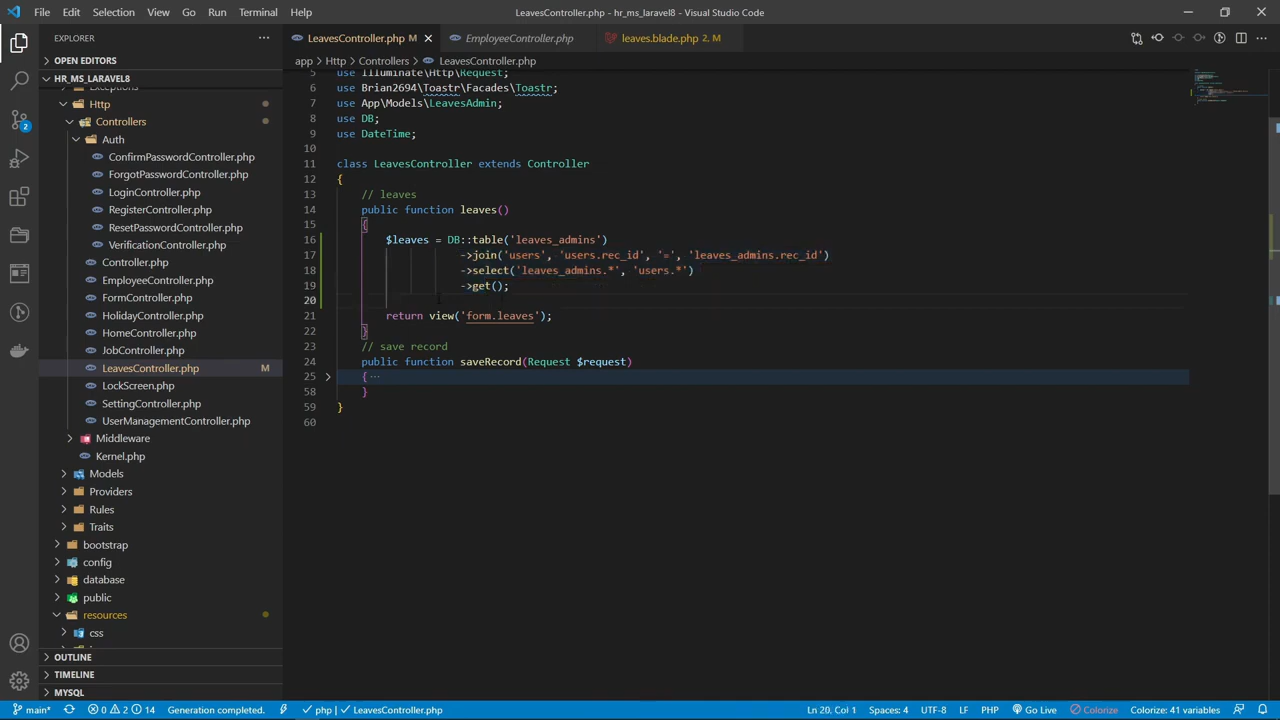 File Edit Selection View Go Run Terminal Help
LeavesController.php - hr_ms_laravel8 - Visual Studio Code
EXPLORER
LeavesController.php M
EmployeeController.php
leaves.blade.php 2, M
OPEN EDITORS
app > Http > Controllers > LeavesController.php
HR_MS_LARAVEL8
Exceptions
Http
Controllers
Auth
ConfirmPasswordController.php
ForgotPasswordController.php
LoginController.php
RegisterController.php
ResetPasswordController.php
VerificationController.php
Controller.php
EmployeeController.php
FormController.php
HolidayController.php
HomeController.php
JobController.php
LeavesController.php M
LockScreen.php
SettingController.php
UserManagementController.php
Middleware
Kernel.php
Models
Providers
Rules
Traits
bootstrap
config
database
public
resources
css
OUTLINE
TIMELINE
MYSQL
2
5 use Illuminate\Http\Request;
6 use Brian2694\Toastr\Facades\Toastr;
7 use App\Models\LeavesAdmin;
8 use DB;
9 use DateTime;
10
11 class LeavesController extends Controller
12 {
13 // leaves
14 public function leaves()
15 {
16 $leaves = DB::table('leaves_admins')
17 ->join('users', 'users.rec_id', '=', 'leaves_admins.rec_id')
18 ->select('leaves_admins.*', 'users.*')
19 ->get();
20
21 return view('form.leaves');
22 }
23 // save record
24 public function saveRecord(Request $request)
25 { ...
58 }
59 }
60
main* 0 2 14 Generation completed. php | LeavesController.php Ln 20, Col 1 Spaces: 4 UTF-8 LF PHP Go Live Colorize Colorize: 41 variables